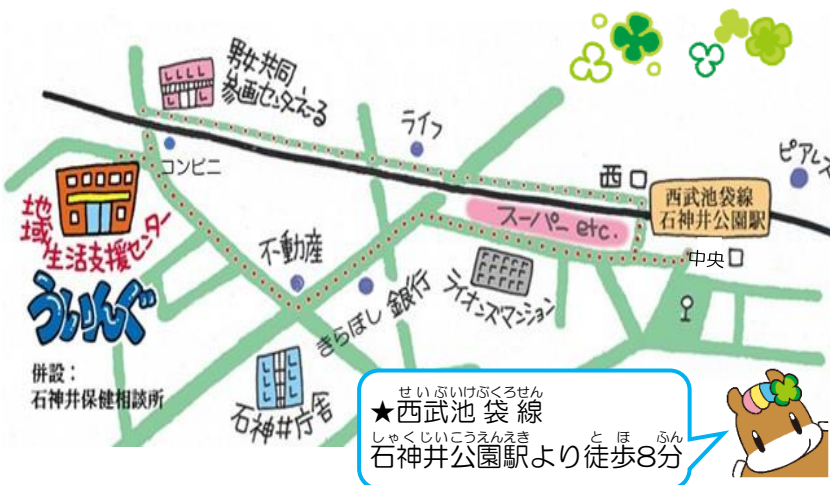 男女共同
参画センターえーる
コンビニ
ライフ
西口
ピアレス
西武池袋線
石神井公園駅
スーパー etc.
中央口
地域
生活支援センター
ういんぐ
併設：
石神井保健相談所
不動産
きらぼし 銀行
ライオンズマンション
石神井庁舎
せいぶいけぶくろせん
★西武池袋線
しゃくじいこうえんえき とほ ふん
石神井公園駅より徒歩8分